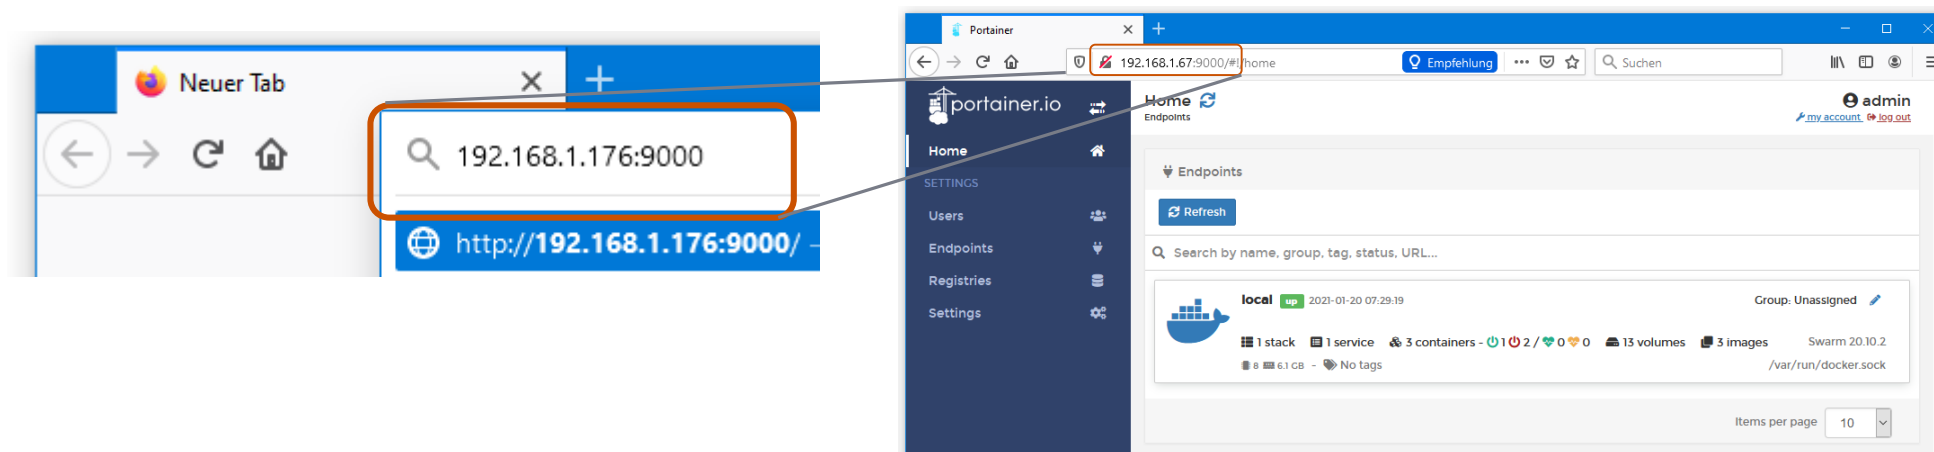 Neuer Tab
192.168.1.176:9000
http://192.168.1.176:9000/ –
Portainer
192.168.1.67:9000/#!/home
Empfehlung
Suchen
portainer.io
Home
SETTINGS
Users
Endpoints
Registries
Settings
Home
Endpoints
admin
my account log out
Endpoints
Refresh
Search by name, group, tag, status, URL...
local up 2021-01-20 07:29:19
Group: Unassigned
1 stack 1 service 3 containers - 1 2 / 0 0 13 volumes 3 images
Swarm 20.10.2
8 6.1 GB - No tags
/var/run/docker.sock
Items per page 10